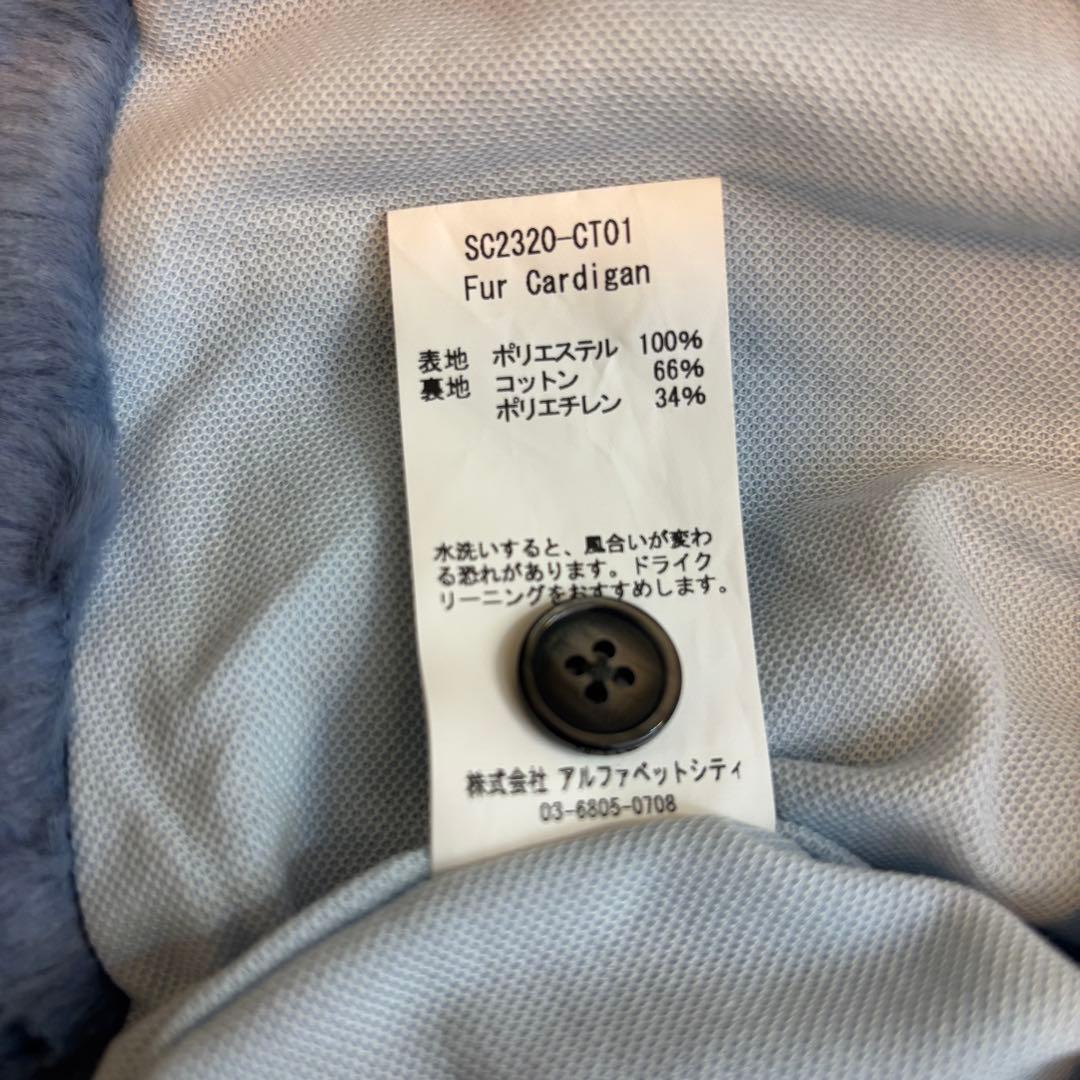 SC2320-CT01
Fur Cardigan
表地 ポリエステル 100%
裏地 コットン 66%
ポリエチレン 34%
水洗いすると、風合いが変わ
る恐れがあります。ドライク
リーニングをおすすめします。
株式会社 アルファベットシティ
03-6805-0708